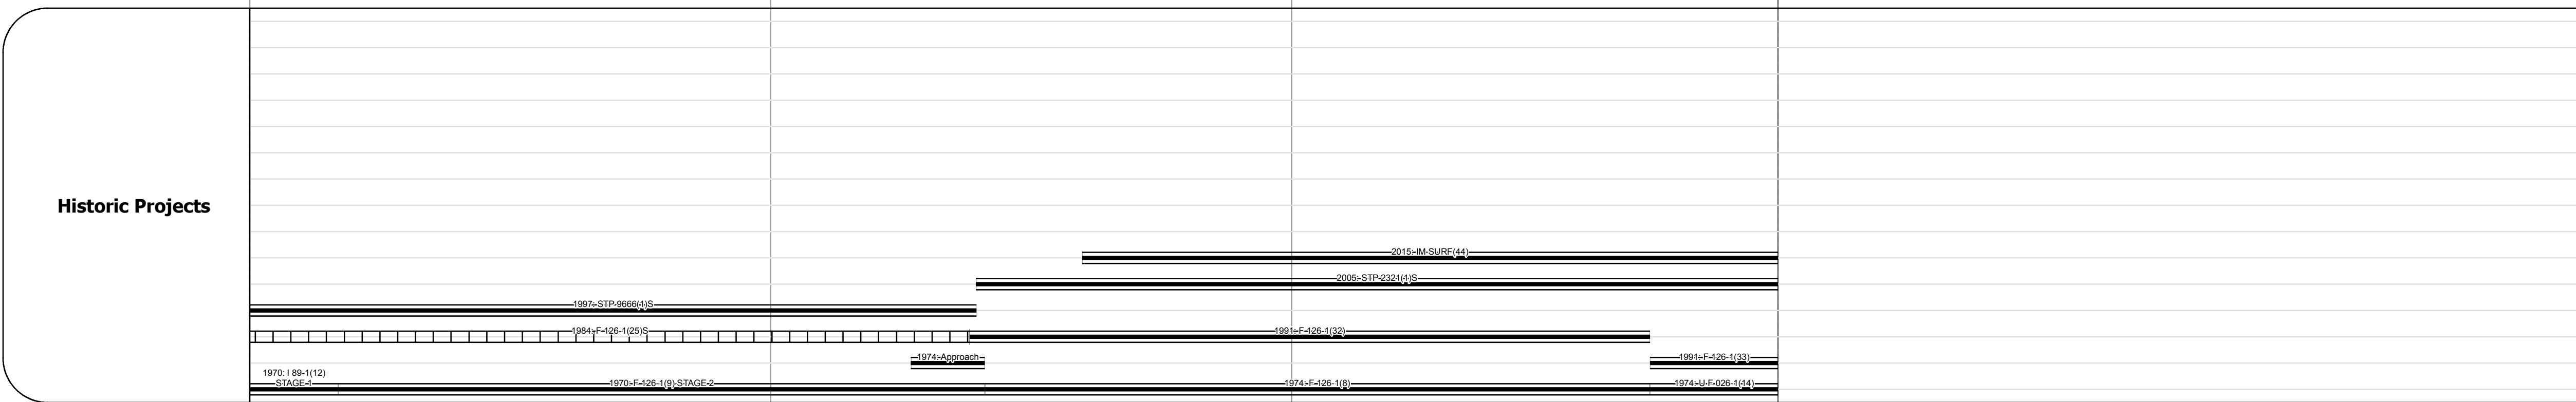 Historic Projects
2015: IM SURF(44)
2005: STP 2321(1)S
1997: STP 9666(1)S
1984: F 126-1(25)S
1991: F 126-1(32)
1974: Approach
1991: F 126-1(33)
1970: I 89-1(12)
STAGE 1
1970: F 126-1(9) STAGE 2
1974: F 126-1(8)
1974: U F 026-1(14)